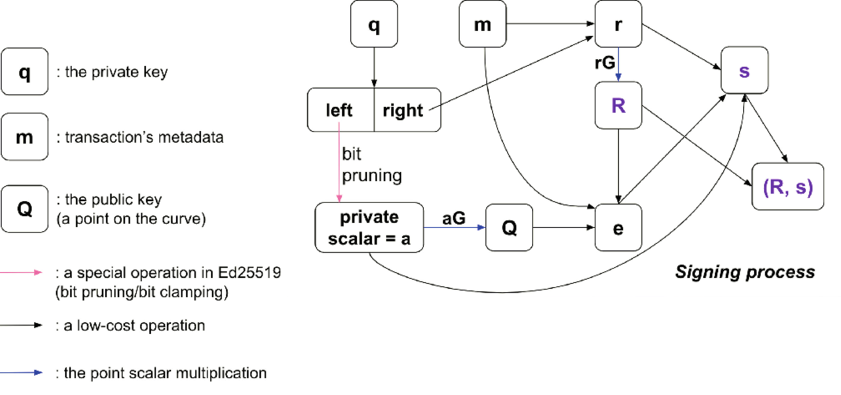 q
: the private key
m
: transaction's metadata
Q
: the public key
(a point on the curve)
: a special operation in Ed25519
(bit pruning/bit clamping)
: a low-cost operation
: the point scalar multiplication
q
m
r
rG
s
left
right
R
bit
pruning
(R, s)
private
scalar = a
aG
Q
e
Signing process